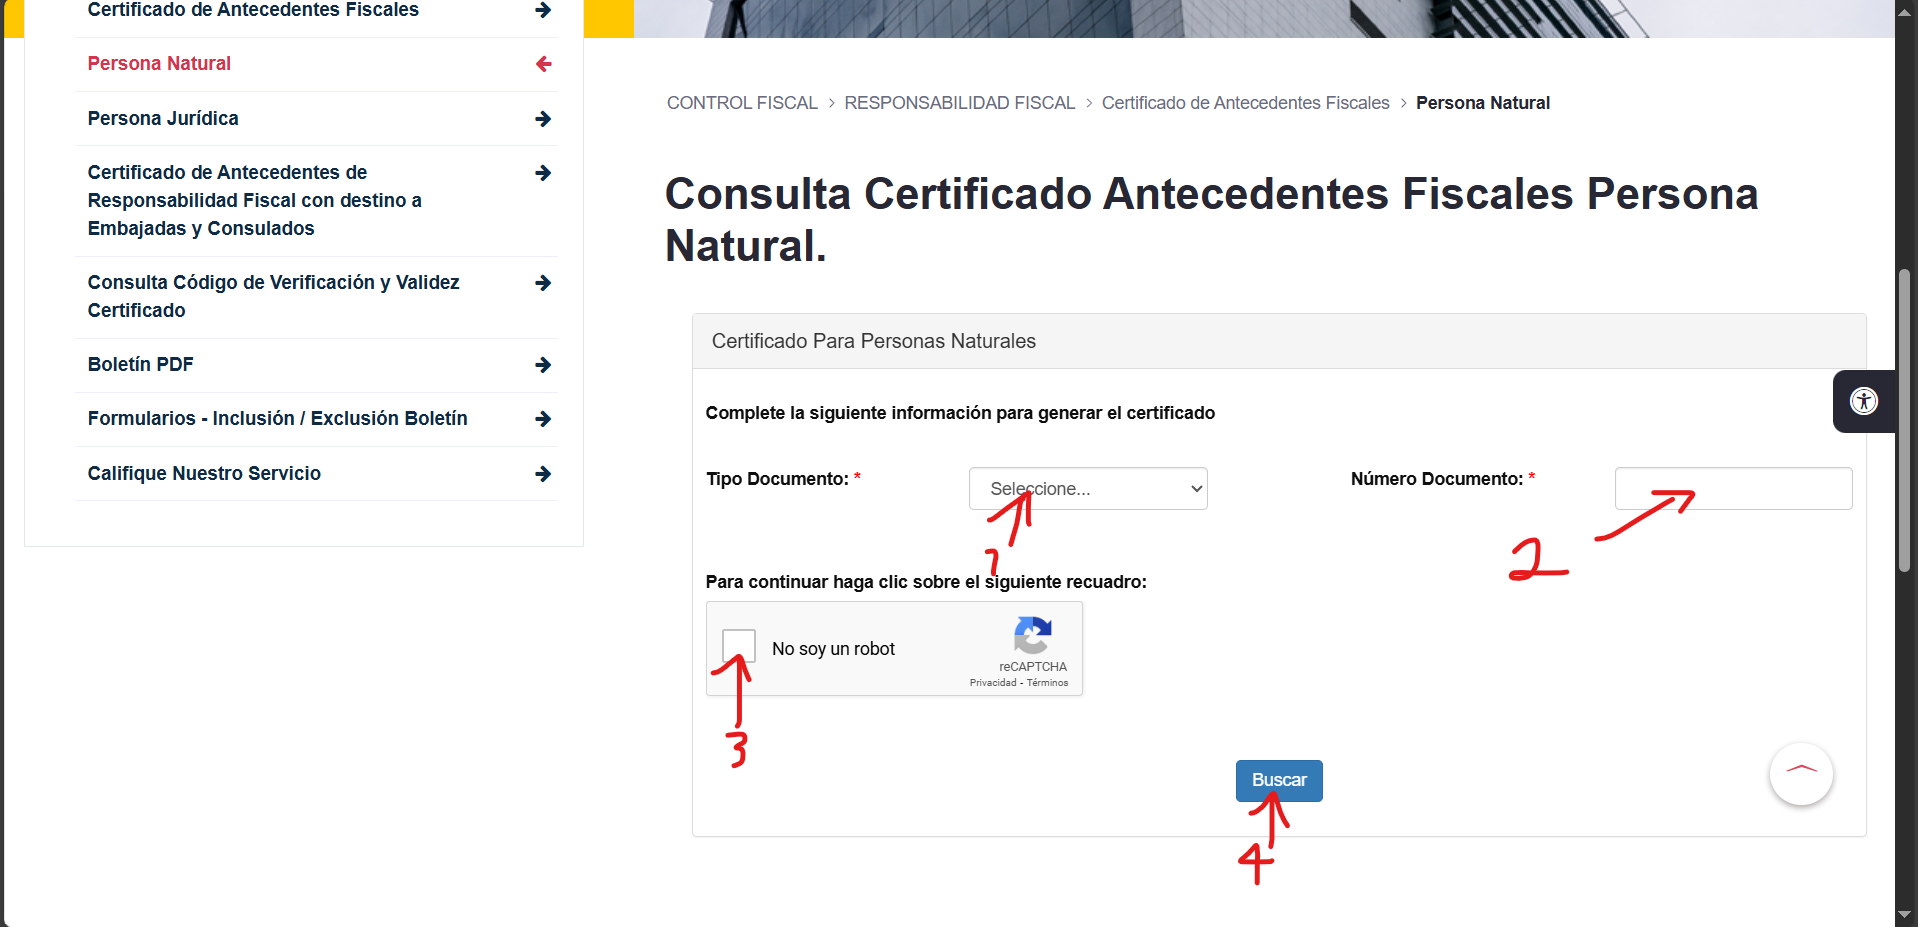 Certificado de Antecedentes Fiscales
Persona Natural
Persona Jurídica
Certificado de Antecedentes de
Responsabilidad Fiscal con destino a
Embajadas y Consulados
Consulta Código de Verificación y Validez
Certificado
Boletín PDF
Formularios - Inclusión / Exclusión Boletín
Califique Nuestro Servicio
CONTROL FISCAL > RESPONSABILIDAD FISCAL > Certificado de Antecedentes Fiscales > Persona Natural
Consulta Certificado Antecedentes Fiscales Persona
Natural.
Certificado Para Personas Naturales
Complete la siguiente información para generar el certificado
Tipo Documento: *
Seleccione...
Número Documento: *
1
2
Para continuar haga clic sobre el siguiente recuadro:
No soy un robot
reCAPTCHA
Privacidad - Términos
3
Buscar
4